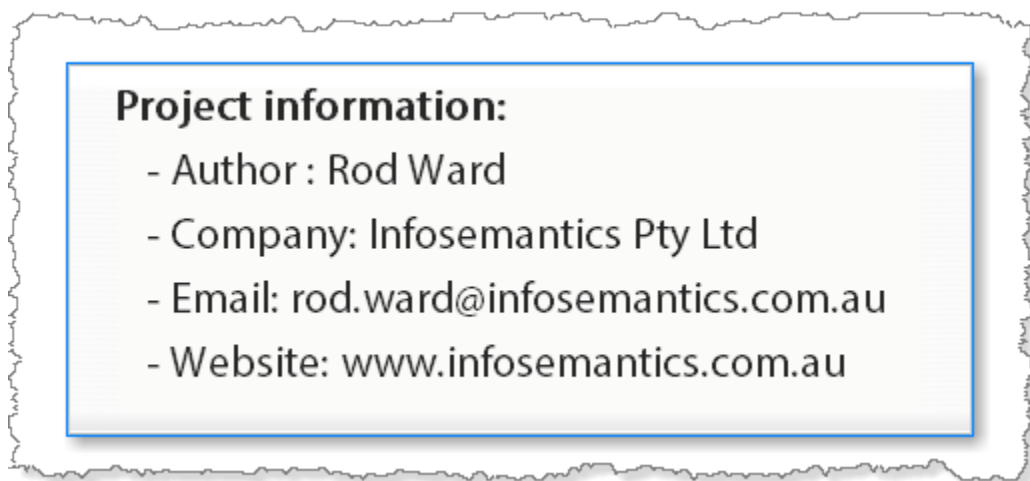 Project information:
- Author : Rod Ward
- Company: Infosemantics Pty Ltd
- Email: rod.ward@infosemantics.com.au
- Website: www.infosemantics.com.au